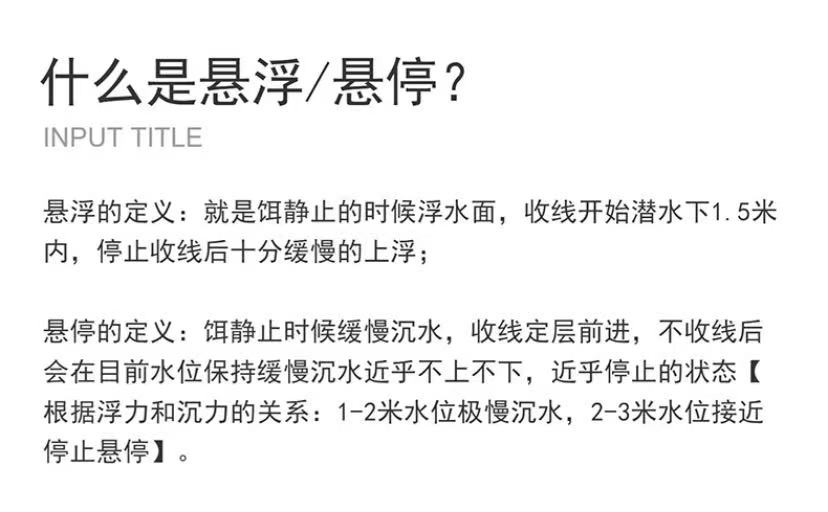 什么是悬浮/悬停?
INPUT TITLE
悬浮的定义：就是饵静止的时候浮水面，收线开始潜水下1.5米
内，停止收线后十分缓慢的上浮；
悬停的定义：饵静止时候缓慢沉水，收线定层前进，不收线后
会在目前水位保持缓慢沉水近乎不上不下，近乎停止的状态【
根据浮力和沉力的关系：1-2米水位极慢沉水，2-3米水位接近
停止悬停】。